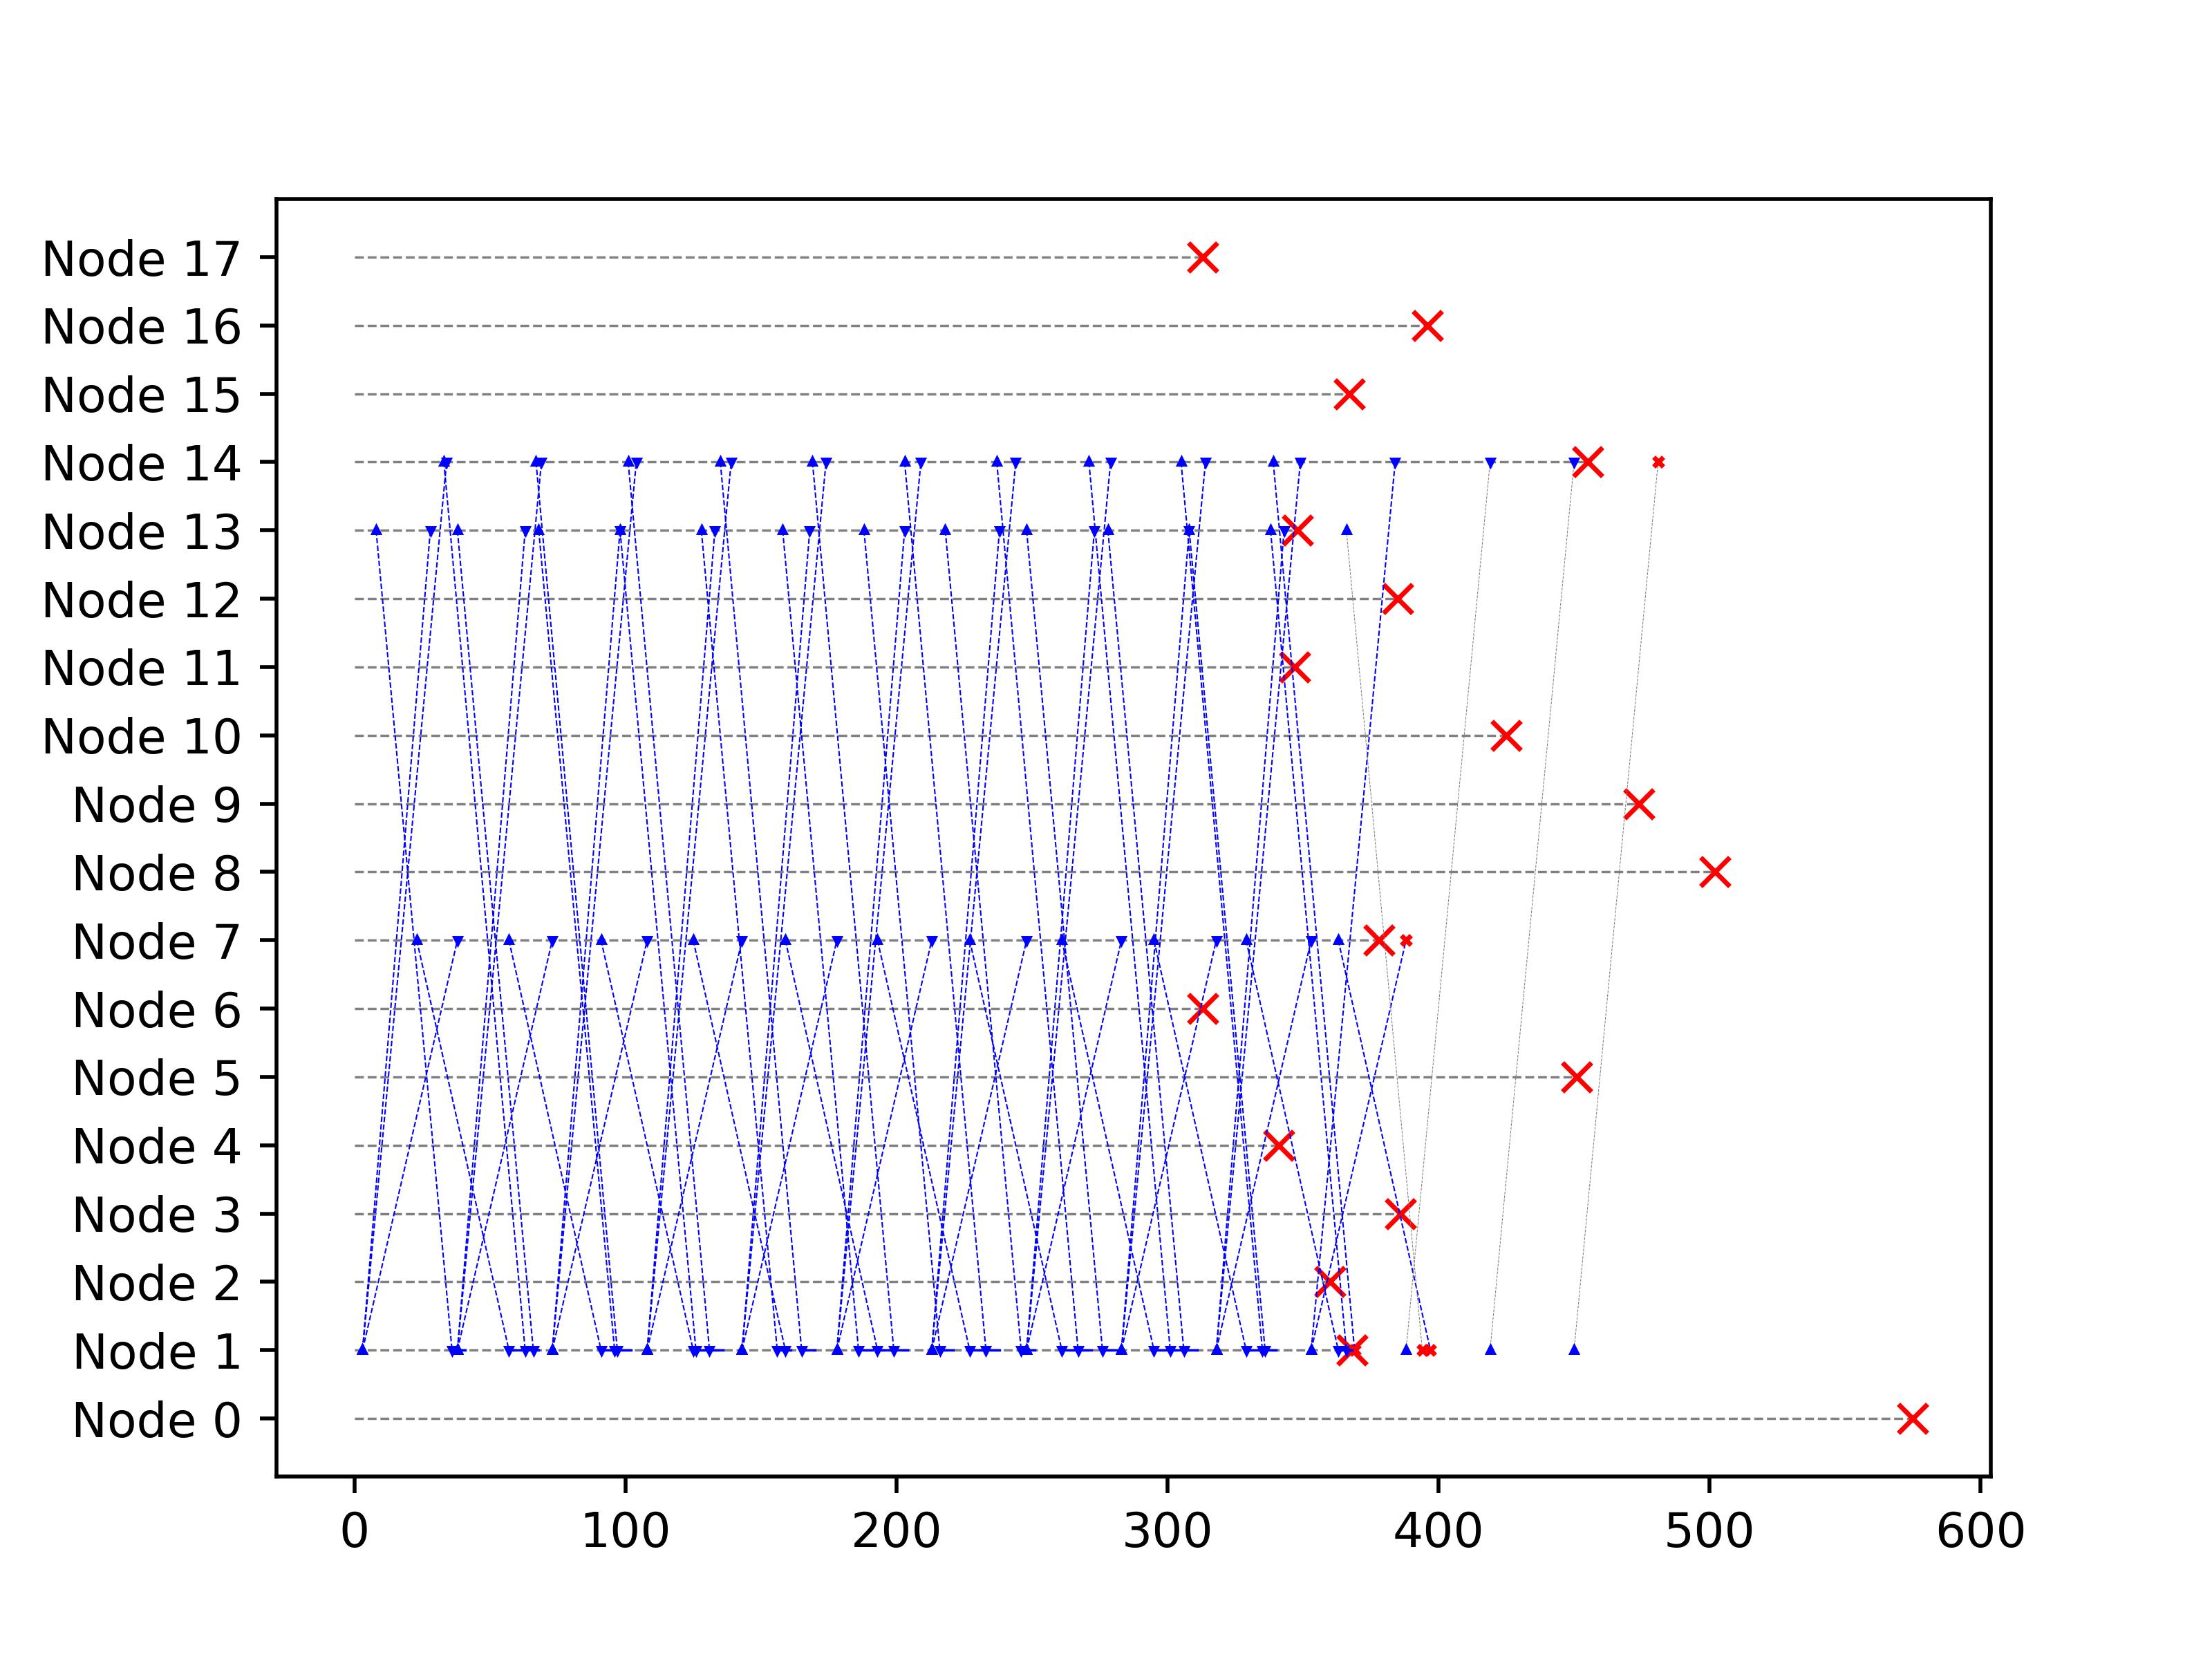 Node 17
Node 16
Node 15
Node 14
Node 13
Node 12
Node 11
Node 10
Node 9
Node 8
Node 7
Node 6
Node 5
Node 4
Node 3
Node 2
Node 1
Node 0
0 100 200 300 400 500 600